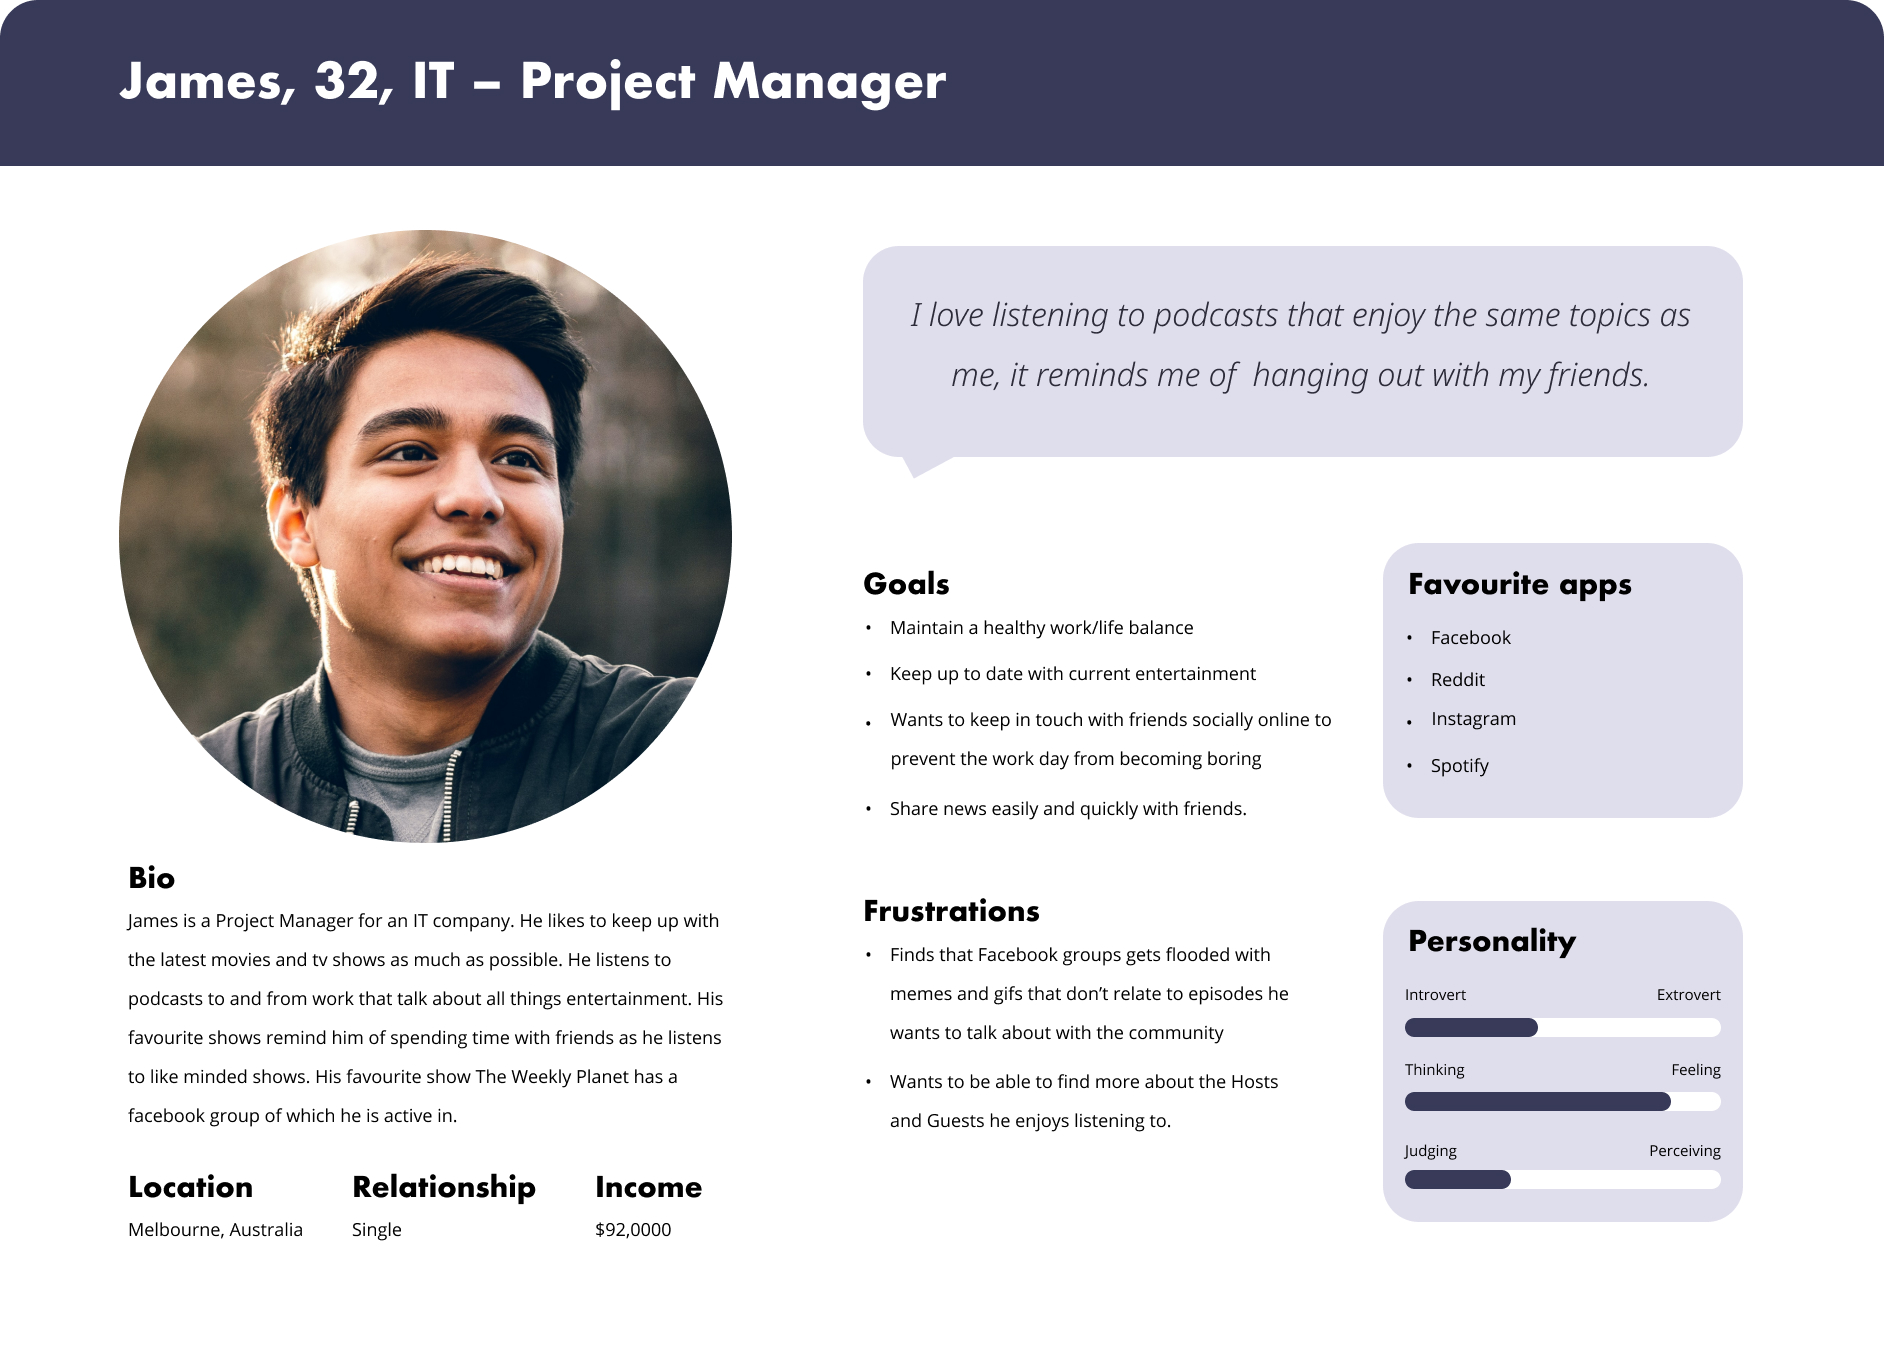 James, 32, IT – Project Manager
I love listening to podcasts that enjoy the same topics as
me, it reminds me of  hanging out with my friends.
Bio
James is a Project Manager for an IT company. He likes to keep up with
the latest movies and tv shows as much as possible. He listens to
podcasts to and from work that talk about all things entertainment. His
favourite shows remind him of spending time with friends as he listens
to like minded shows. His favourite show The Weekly Planet has a
facebook group of which he is active in.
Location
Melbourne, Australia
Relationship
Single
Income
$92,0000
Goals
• Maintain a healthy work/life balance
• Keep up to date with current entertainment
• Wants to keep in touch with friends socially online to
prevent the work day from becoming boring
• Share news easily and quickly with friends.
Frustrations
• Finds that Facebook groups gets flooded with
memes and gifs that don’t relate to episodes he
wants to talk about with the community
• Wants to be able to find more about the Hosts
and Guests he enjoys listening to.
Favourite apps
• Facebook
• Reddit
• Instagram
• Spotify
Personality
Introvert Extrovert
Thinking Feeling
Judging Perceiving